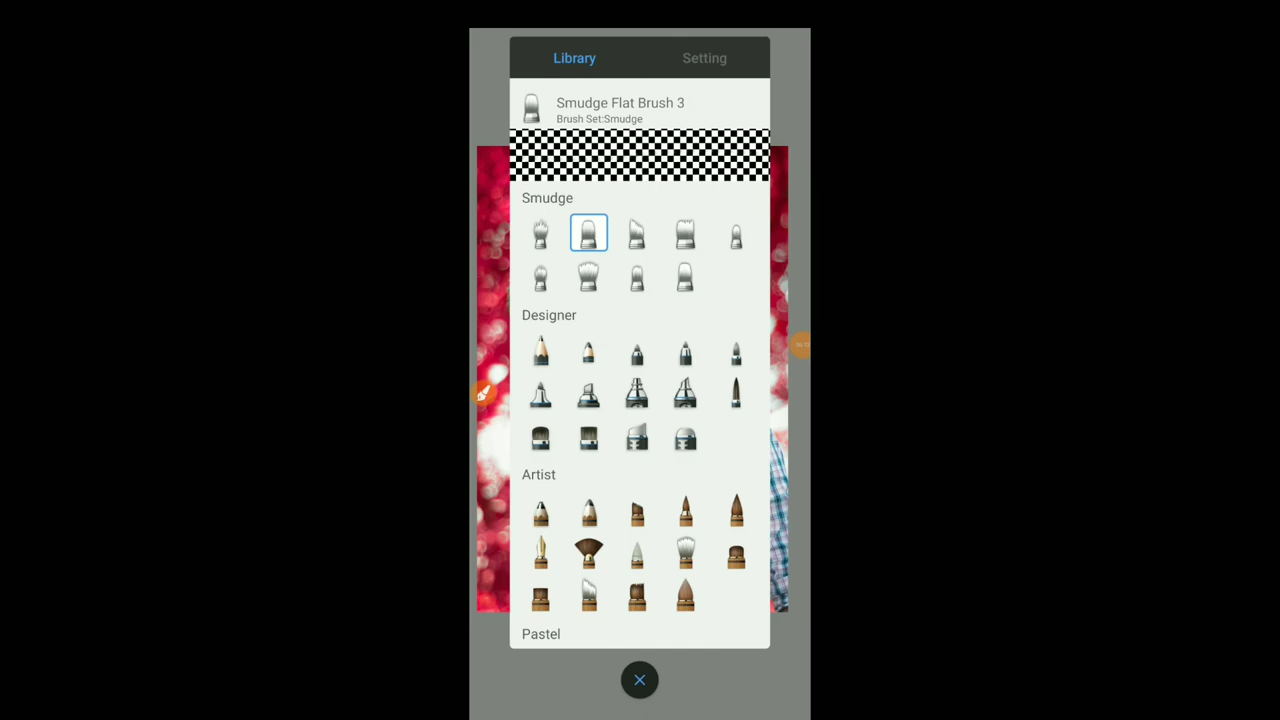 Library
Setting
Smudge Flat Brush 3
Brush Set:Smudge
Smudge
Designer
Artist
Pastel